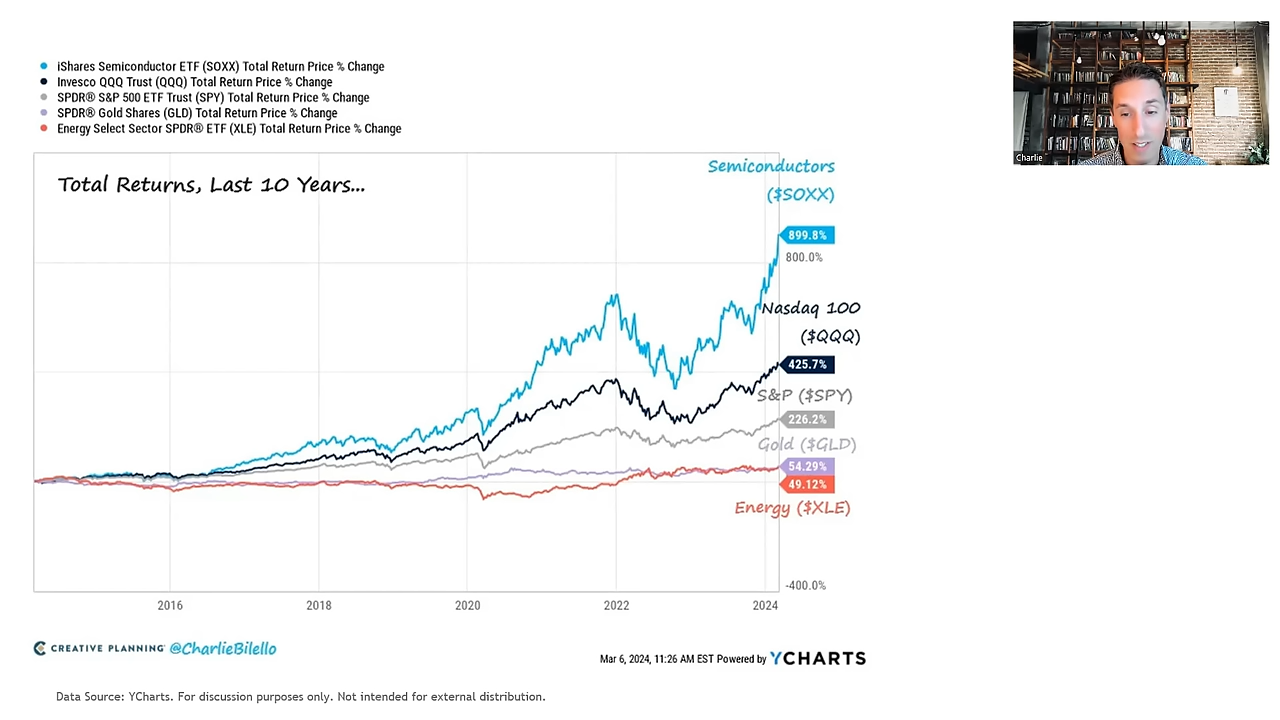 iShares Semiconductor ETF (SOXX) Total Return Price % Change
Invesco QQQ Trust (QQQ) Total Return Price % Change
SPDR® S&P 500 ETF Trust (SPY) Total Return Price % Change
SPDR® Gold Shares (GLD) Total Return Price % Change
Energy Select Sector SPDR® ETF (XLE) Total Return Price % Change
Total Returns, Last 10 Years...
Semiconductors
($SOXX)
899.8%
800.0%
Nasdaq 100
($QQQ)
425.7%
S&P ($SPY)
226.2%
Gold ($GLD)
54.29%
49.12%
Energy ($XLE)
-400.0%
2016
2018
2020
2022
2024
CREATIVE PLANNING @CharlieBilello
Mar 6, 2024, 11:26 AM EST Powered by YCHARTS
Data Source: YCharts. For discussion purposes only. Not intended for external distribution.
Charlie